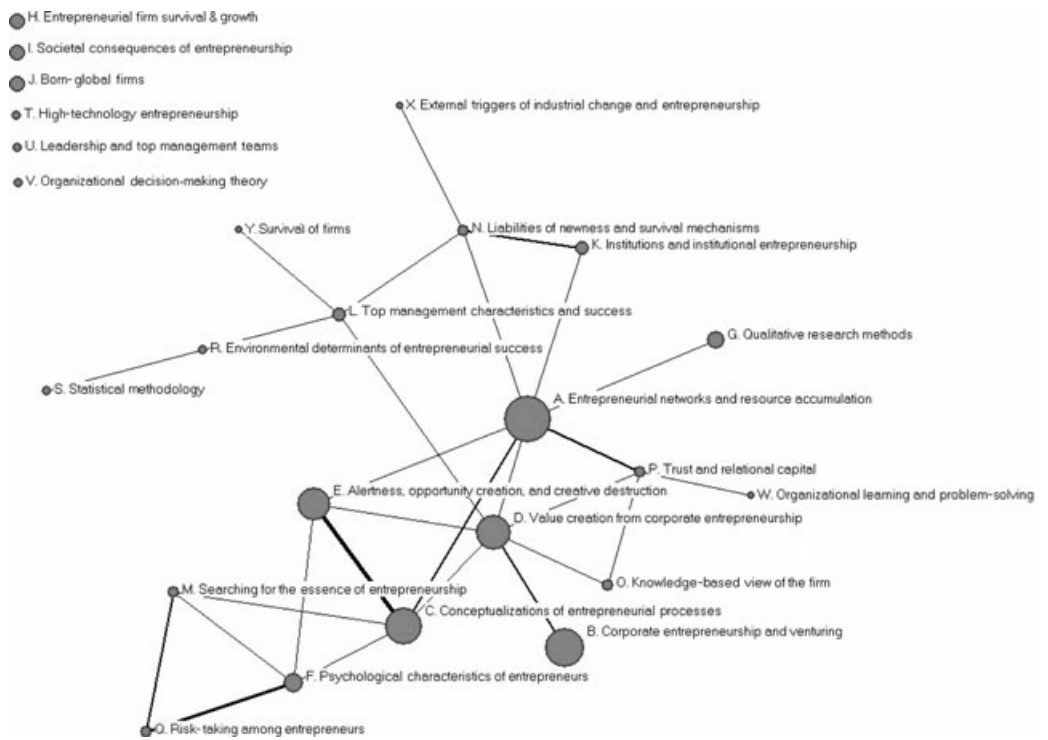 H. Entrepreneurial firm survival & growth
I. Societal consequences of entrepreneurship
J. Born-global firms
T. High-technology entrepreneurship
U. Leadership and top management teams
V. Organizational decision-making theory
X. External triggers of industrial change and entrepreneurship
Y. Survival of firms
N. Liabilities of newness and survival mechanisms
K. Institutions and institutional entrepreneurship
L. Top management characteristics and success
G. Qualitative research methods
R. Environmental determinants of entrepreneurial success
S. Statistical methodology
A. Entrepreneurial networks and resource accumulation
P. Trust and relational capital
E. Alertness, opportunity creation, and creative destruction
W. Organizational learning and problem-solving
D. Value creation from corporate entrepreneurship
O. Knowledge-based view of the firm
M. Searching for the essence of entrepreneurship
C. Conceptualizations of entrepreneurial processes
B. Corporate entrepreneurship and venturing
F. Psychological characteristics of entrepreneurs
Q. Risk-taking among entrepreneurs